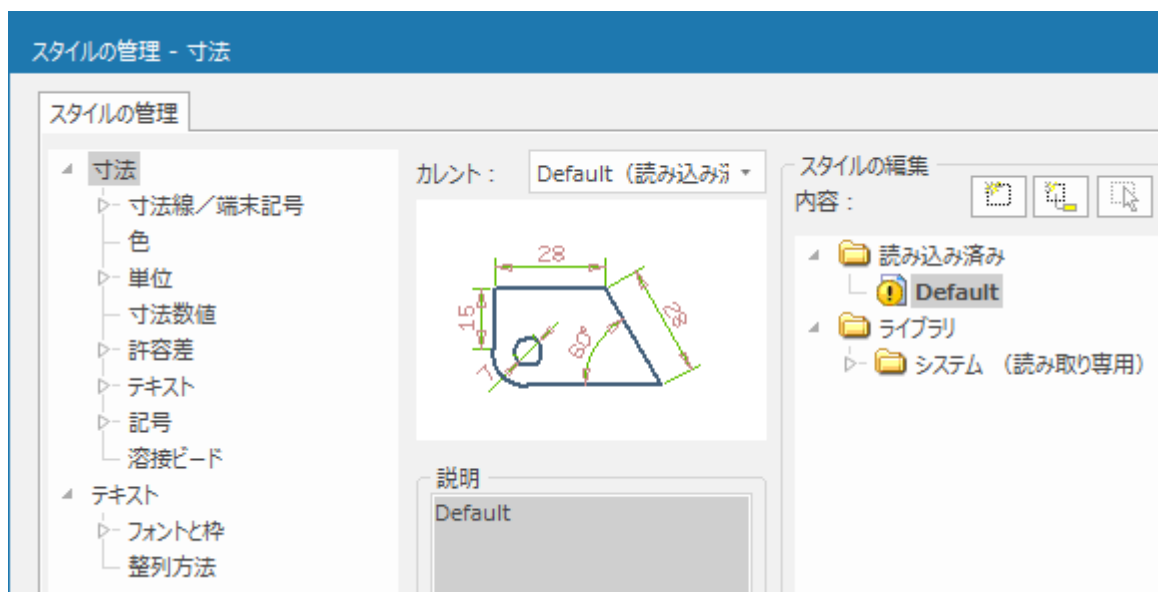 スタイルの管理 - 寸法
スタイルの管理
寸法
寸法線／端末記号
色
単位
寸法数値
許容差
テキスト
記号
溶接ビード
テキスト
フォントと枠
整列方法
カレント： Default（読み込み済
28
15
7
60°
説明
Default
スタイルの編集
内容：
読み込み済み
Default
ライブラリ
システム （読み取り専用）